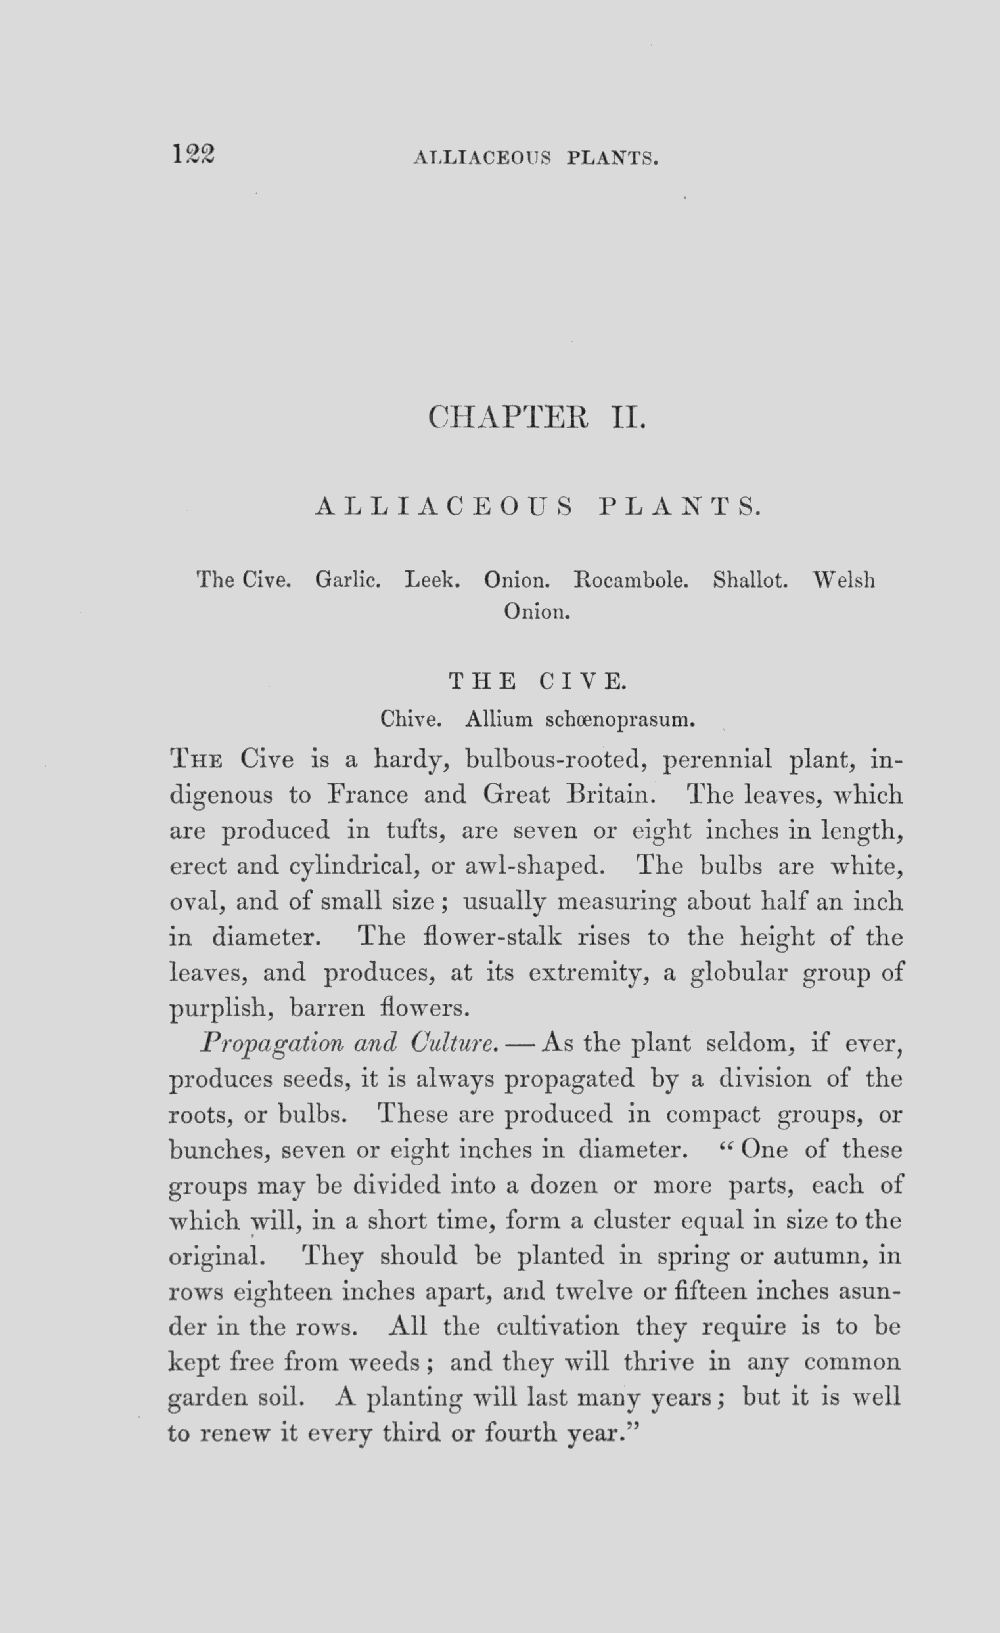 122 ALLIACEOUS PLANTS.
CHAPTER II.
ALLIACEOUS PLANTS.
The Cive. Garlic. Leek. Onion. Rocambole. Shallot. Welsh
Onion.
THE CIVE.
Chive. Allium schœnoprasum.
THE Cive is a hardy, bulbous-rooted, perennial plant, in-
digenous to France and Great Britain. The leaves, which
are produced in tufts, are seven or eight inches in length,
erect and cylindrical, or awl-shaped. The bulbs are white,
oval, and of small size; usually measuring about half an inch
in diameter. The flower-stalk rises to the height of the
leaves, and produces, at its extremity, a globular group of
purplish, barren flowers.
Propagation and Culture. — As the plant seldom, if ever,
produces seeds, it is always propagated by a division of the
roots, or bulbs. These are produced in compact groups, or
bunches, seven or eight inches in diameter. “One of these
groups may be divided into a dozen or more parts, each of
which will, in a short time, form a cluster equal in size to the
original. They should be planted in spring or autumn, in
rows eighteen inches apart, and twelve or fifteen inches asun-
der in the rows. All the cultivation they require is to be
kept free from weeds; and they will thrive in any common
garden soil. A planting will last many years; but it is well
to renew it every third or fourth year.”